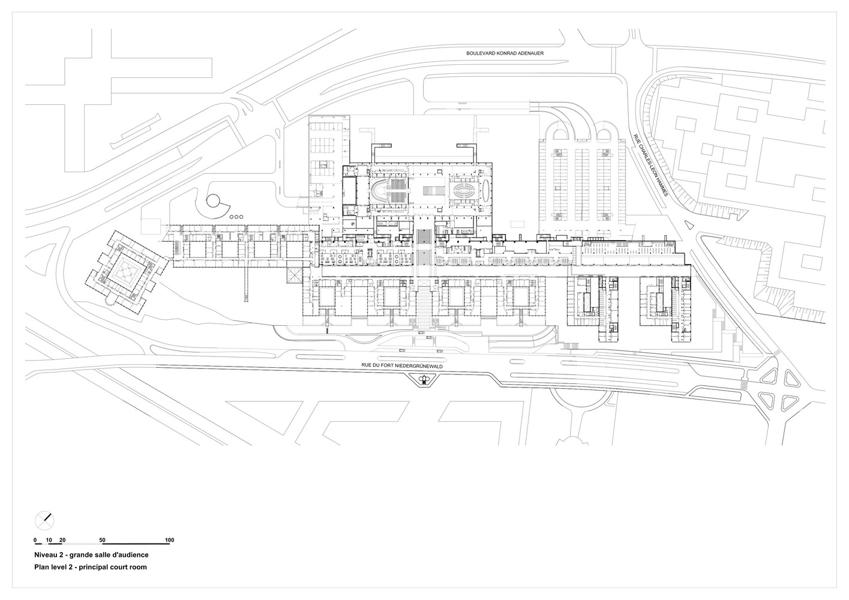 BOULEVARD KONRAD ADENAUER
RUE CHARLES-LEON HAMMES
RUE DU FORT NIEDERGRÜNEWALD
0 10 20 50 100
Niveau 2 - grande salle d'audience
Plan level 2 - principal court room